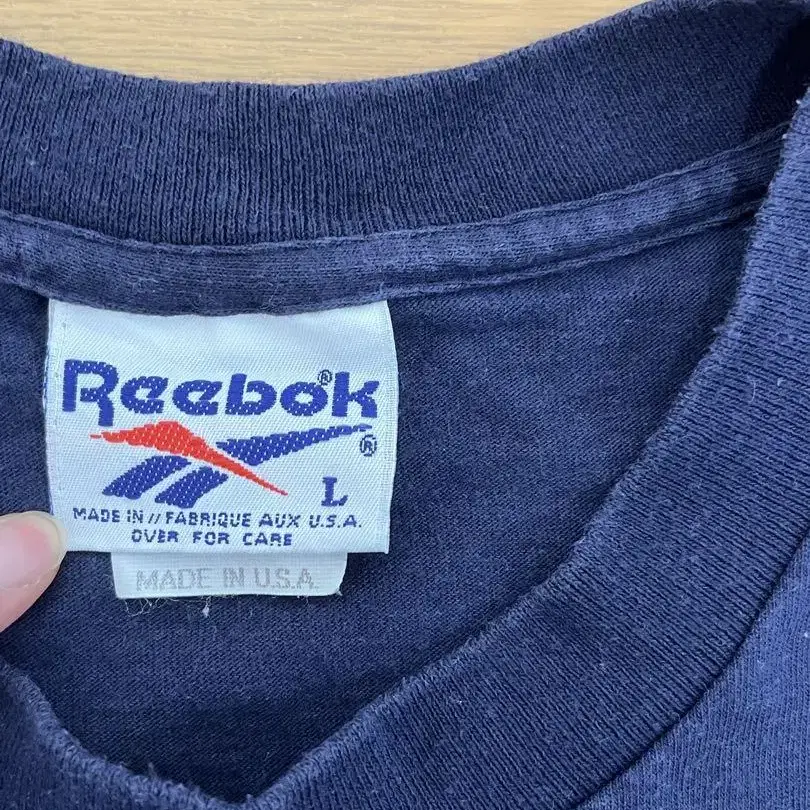 Reebok®
®
L
MADE IN // FABRIQUE AUX U.S.A.
OVER FOR CARE
MADE IN U.S.A.